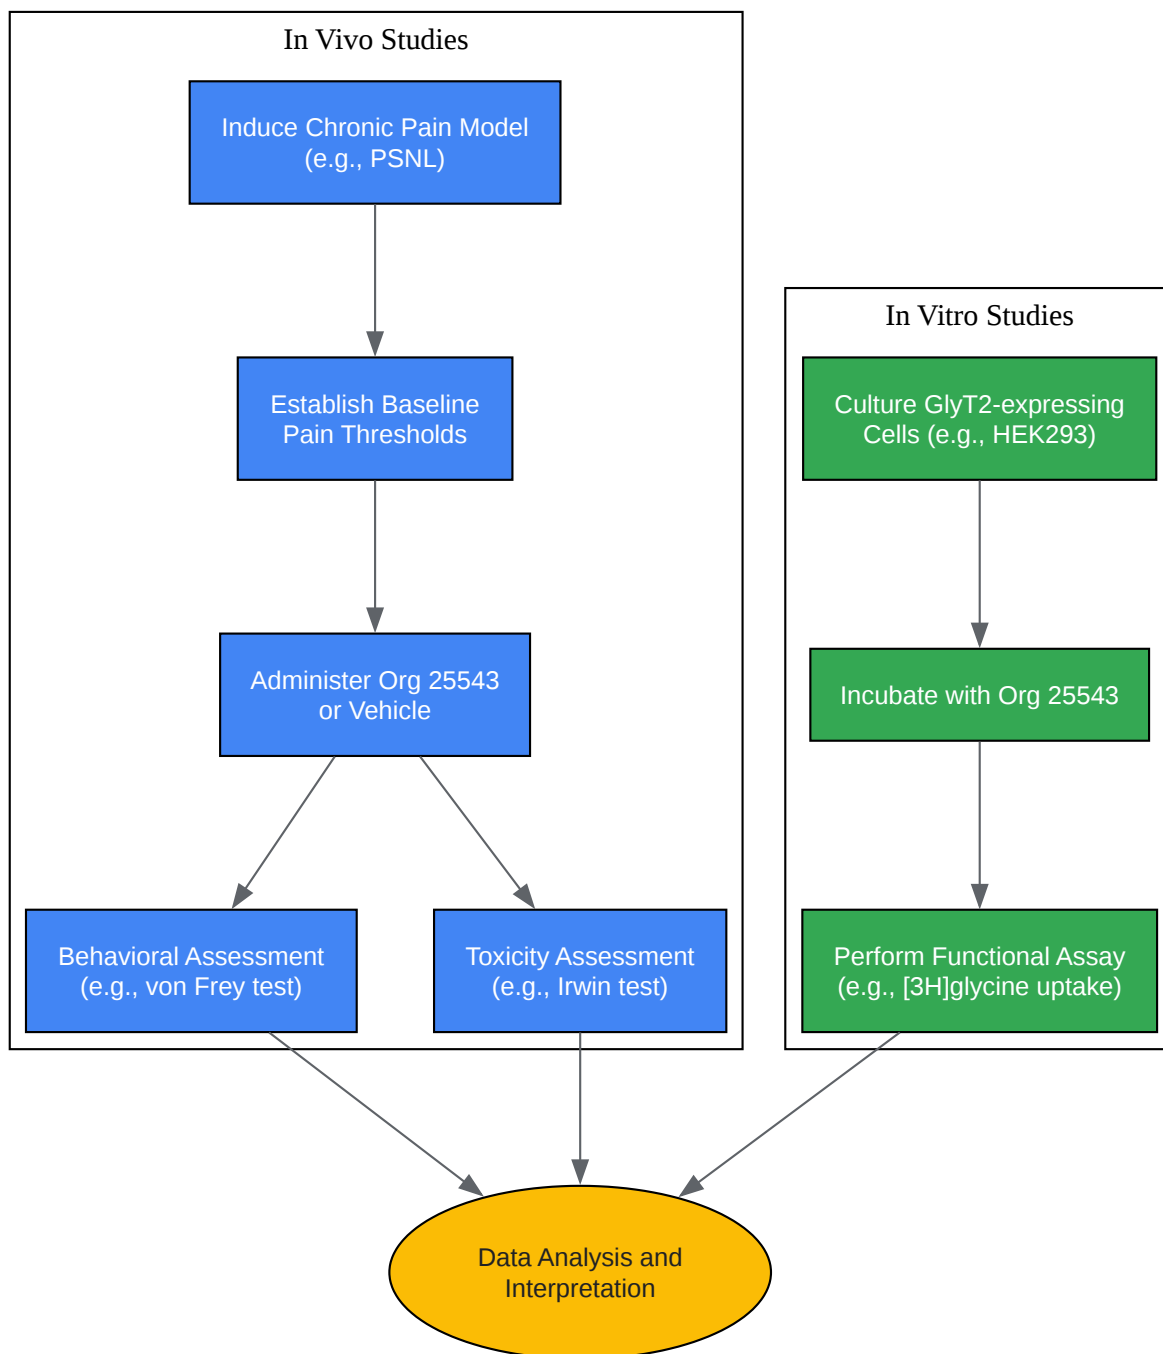 In Vivo Studies
Induce Chronic Pain Model
(e.g., PSNL)
Establish Baseline
Pain Thresholds
Administer Org 25543
or Vehicle
Behavioral Assessment
(e.g., von Frey test)
Toxicity Assessment
(e.g., Irwin test)
In Vitro Studies
Culture GlyT2-expressing
Cells (e.g., HEK293)
Incubate with Org 25543
Perform Functional Assay
(e.g., [3H]glycine uptake)
Data Analysis and
Interpretation